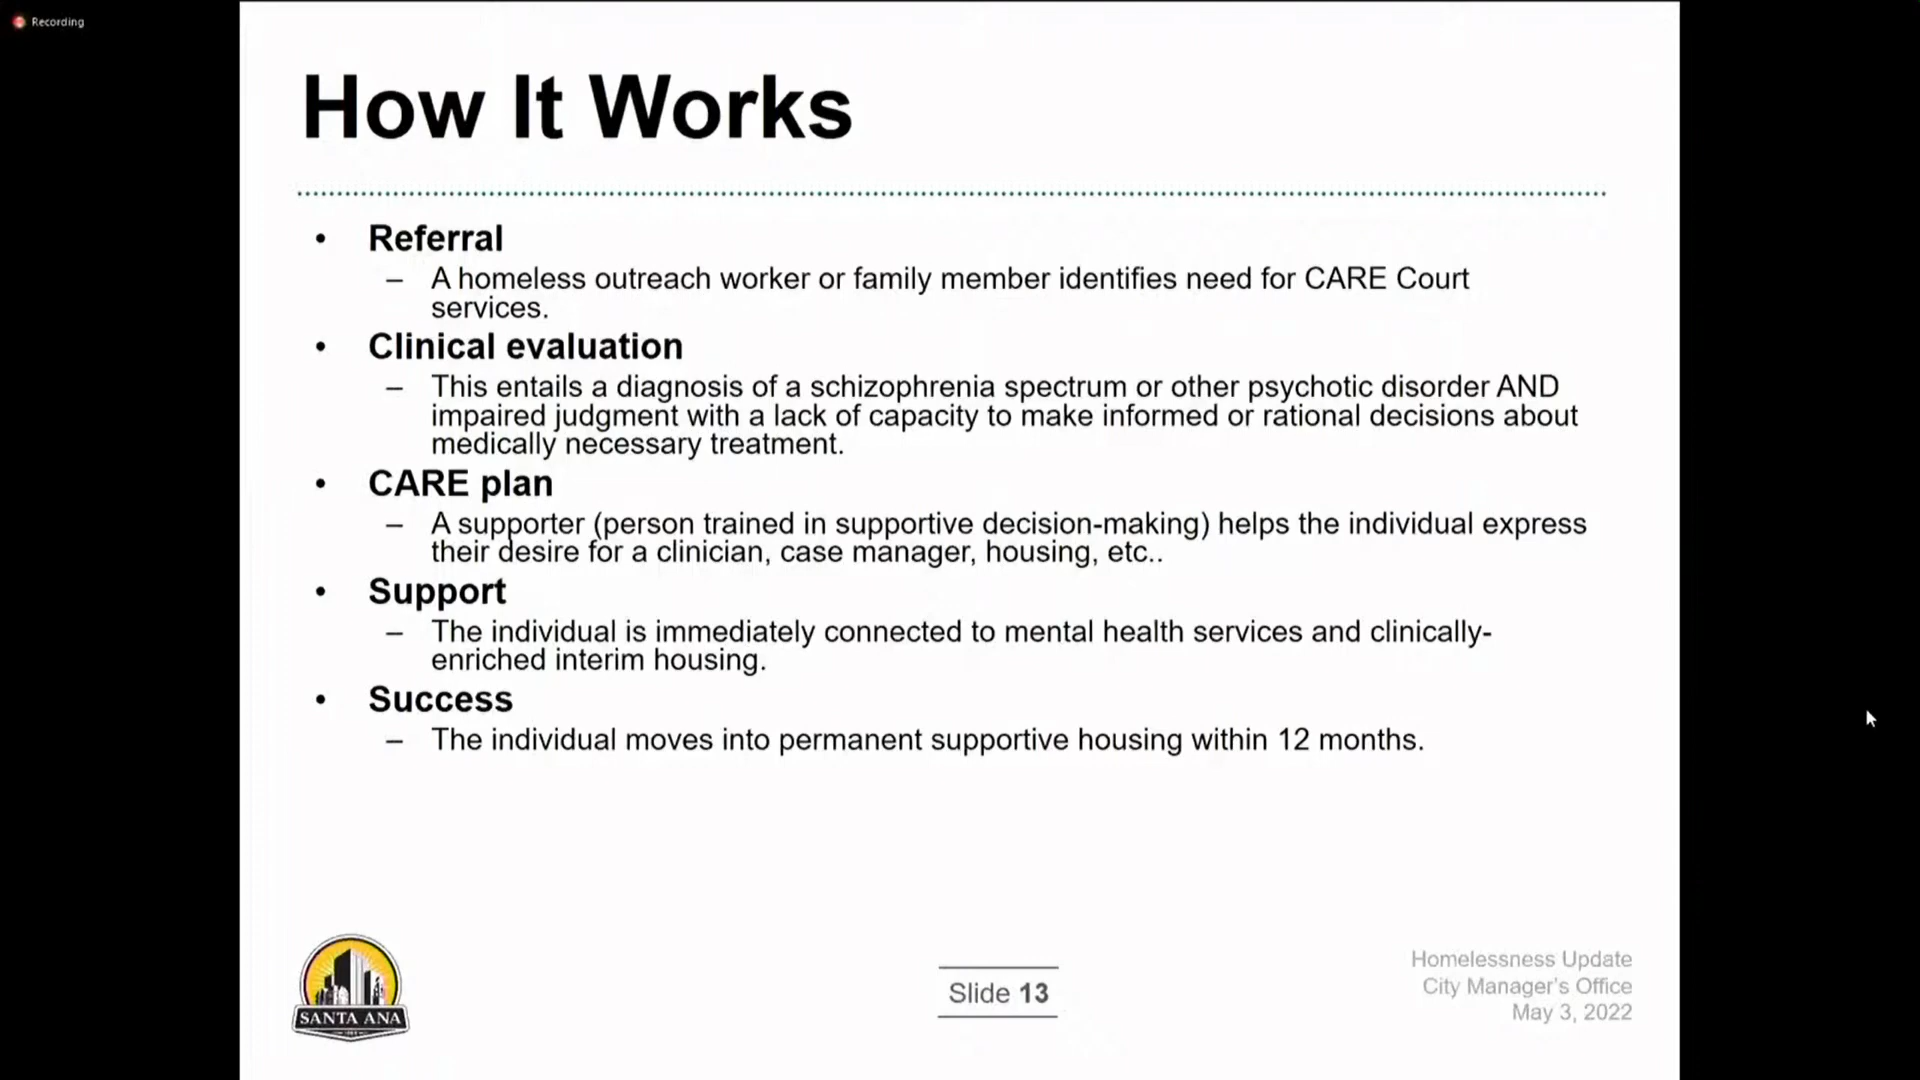 Recording
How It Works
• Referral
– A homeless outreach worker or family member identifies need for CARE Court
services.
• Clinical evaluation
– This entails a diagnosis of a schizophrenia spectrum or other psychotic disorder AND
impaired judgment with a lack of capacity to make informed or rational decisions about
medically necessary treatment.
• CARE plan
– A supporter (person trained in supportive decision-making) helps the individual express
their desire for a clinician, case manager, housing, etc..
• Support
– The individual is immediately connected to mental health services and clinically-
enriched interim housing.
• Success
– The individual moves into permanent supportive housing within 12 months.
SANTA ANA
Slide 13
Homelessness Update
City Manager's Office
May 3, 2022